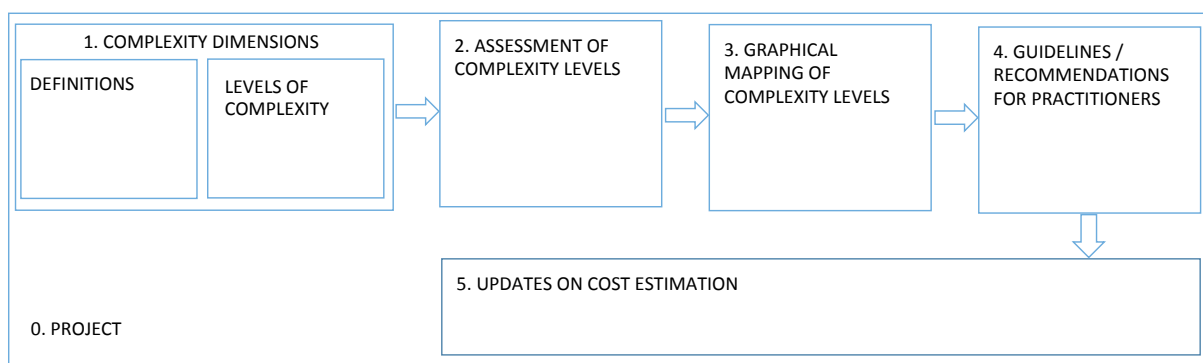 1. COMPLEXITY DIMENSIONS
DEFINITIONS
LEVELS OF
COMPLEXITY
2. ASSESSMENT OF
COMPLEXITY LEVELS
3. GRAPHICAL
MAPPING OF
COMPLEXITY LEVELS
4. GUIDELINES /
RECOMMENDATIONS
FOR PRACTITIONERS
5. UPDATES ON COST ESTIMATION
0. PROJECT